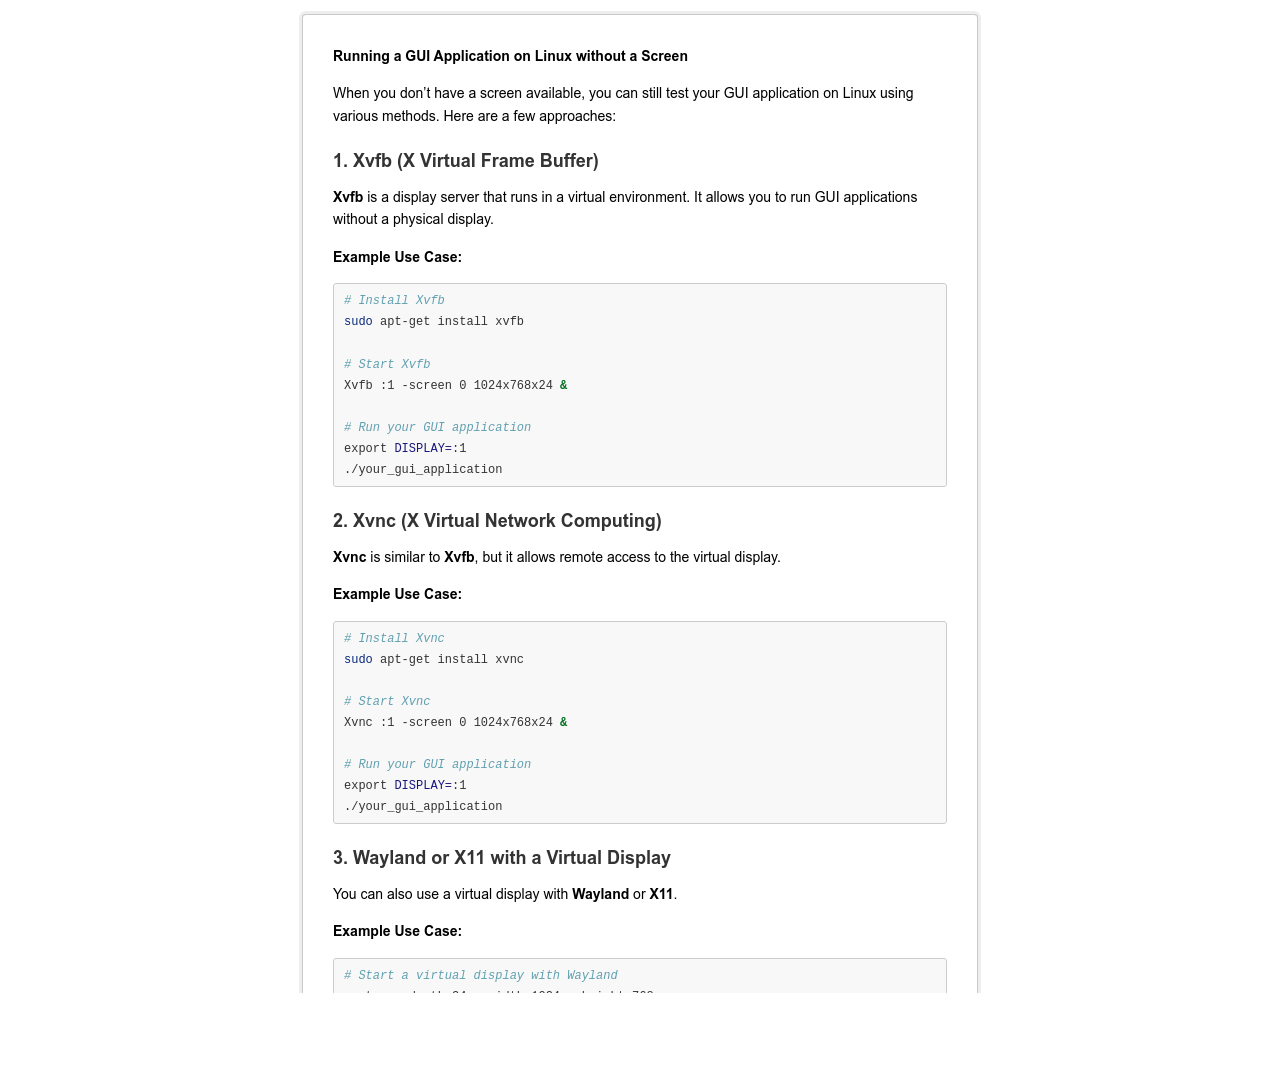 Running a GUI Application on Linux without a Screen
When you don’t have a screen available, you can still test your GUI application on Linux using
various methods. Here are a few approaches:
1. Xvfb (X Virtual Frame Buffer)
Xvfb is a display server that runs in a virtual environment. It allows you to run GUI applications
without a physical display.
Example Use Case:
# Install Xvfb
sudo apt-get install xvfb
# Start Xvfb
Xvfb :1 -screen 0 1024x768x24 &
# Run your GUI application
export DISPLAY=:1
./your_gui_application
2. Xvnc (X Virtual Network Computing)
Xvnc is similar to Xvfb, but it allows remote access to the virtual display.
Example Use Case:
# Install Xvnc
sudo apt-get install xvnc
# Start Xvnc
Xvnc :1 -screen 0 1024x768x24 &
# Run your GUI application
export DISPLAY=:1
./your_gui_application
3. Wayland or X11 with a Virtual Display
You can also use a virtual display with Wayland or X11.
Example Use Case:
# Start a virtual display with Wayland